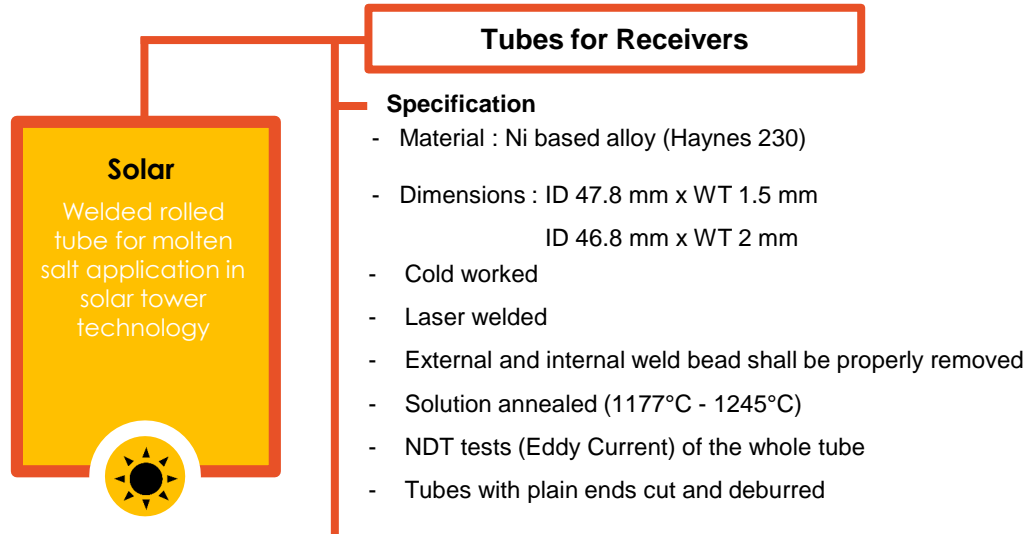 Tubes for Receivers
Solar
Welded rolled
tube for molten
salt application in
solar tower
technology
Specification
- Material : Ni based alloy (Haynes 230)
- Dimensions : ID 47.8 mm x WT 1.5 mm
ID 46.8 mm x WT 2 mm
- Cold worked
- Laser welded
- External and internal weld bead shall be properly removed
- Solution annealed (1177°C - 1245°C)
- NDT tests (Eddy Current) of the whole tube
- Tubes with plain ends cut and deburred